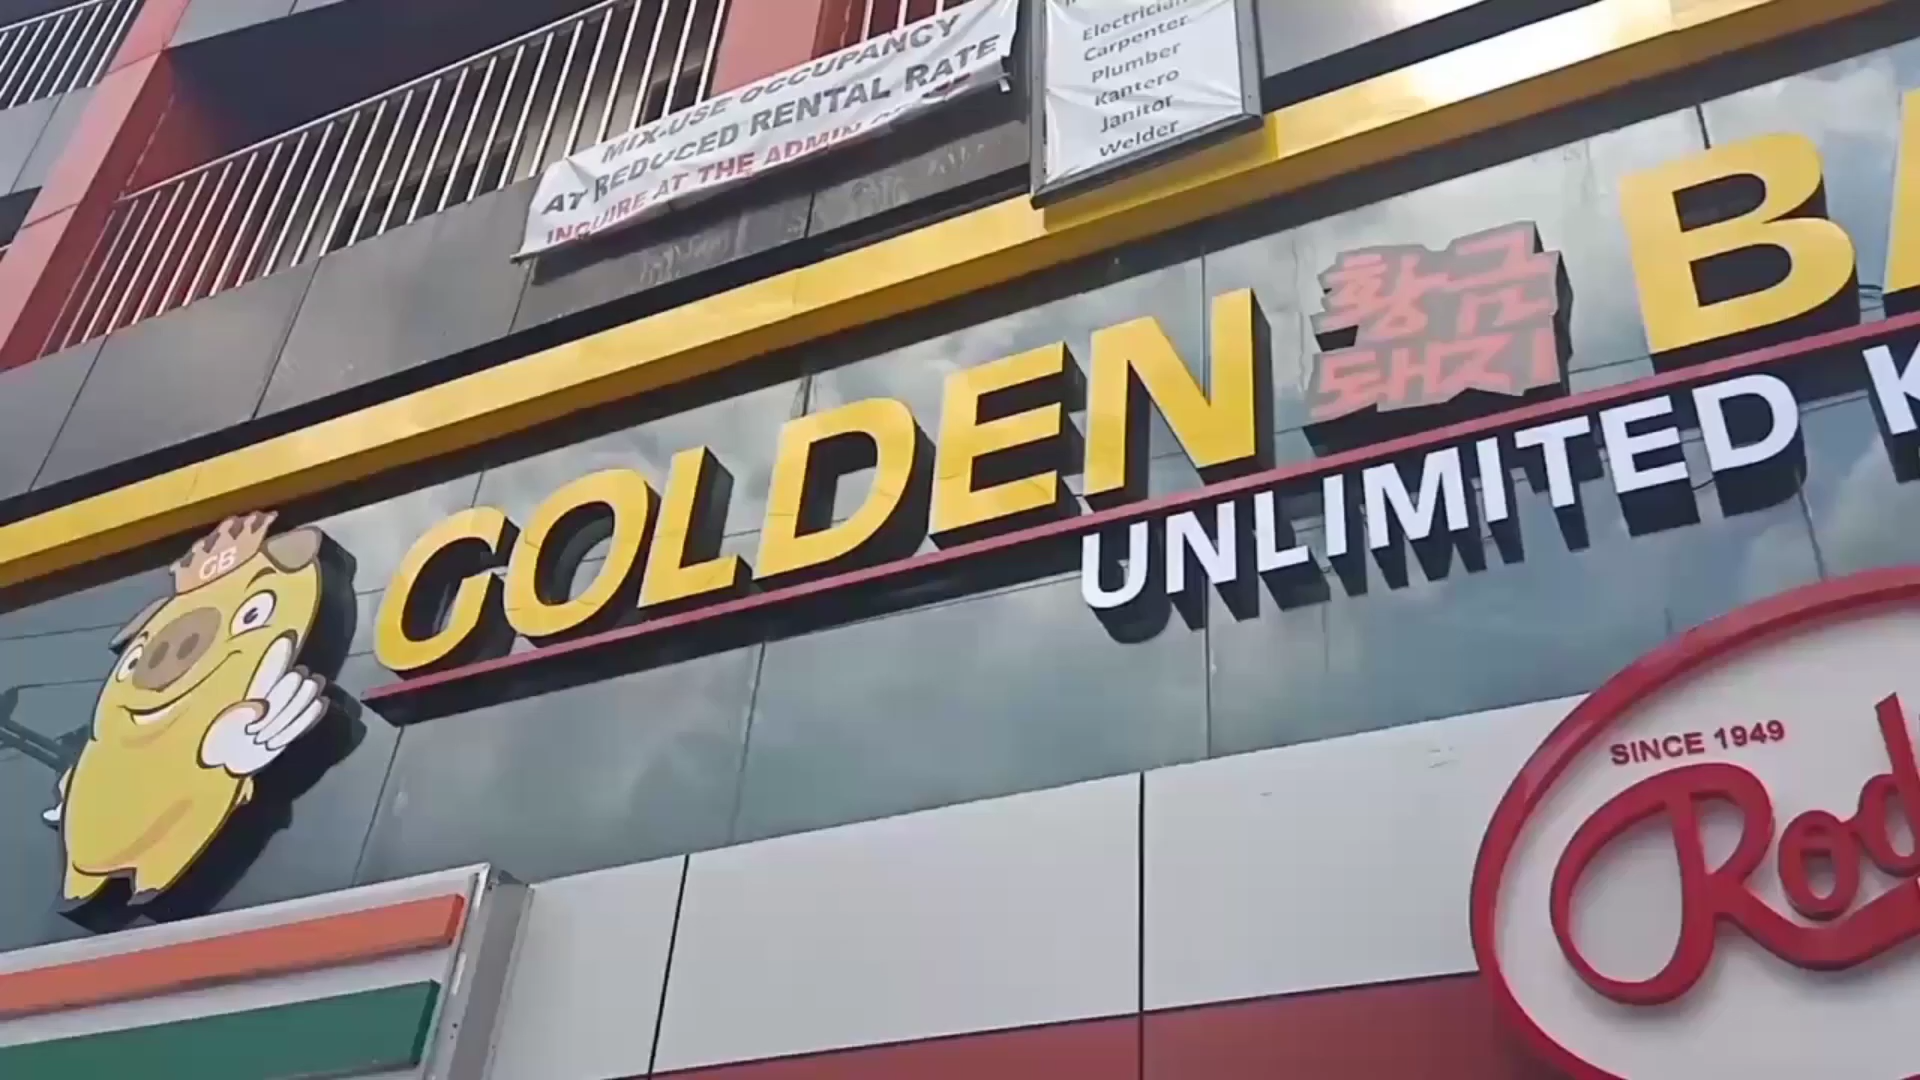 MIX-USE OCCUPANCY
AT REDUCED RENTAL RATE
INQUIRE AT THE ADMIN
Electrician
Carpenter
Plumber
Kantero
Janitor
Welder
GB
GOLDEN
황금
돼지
B
UNLIMITED K
SINCE 1949
Rod